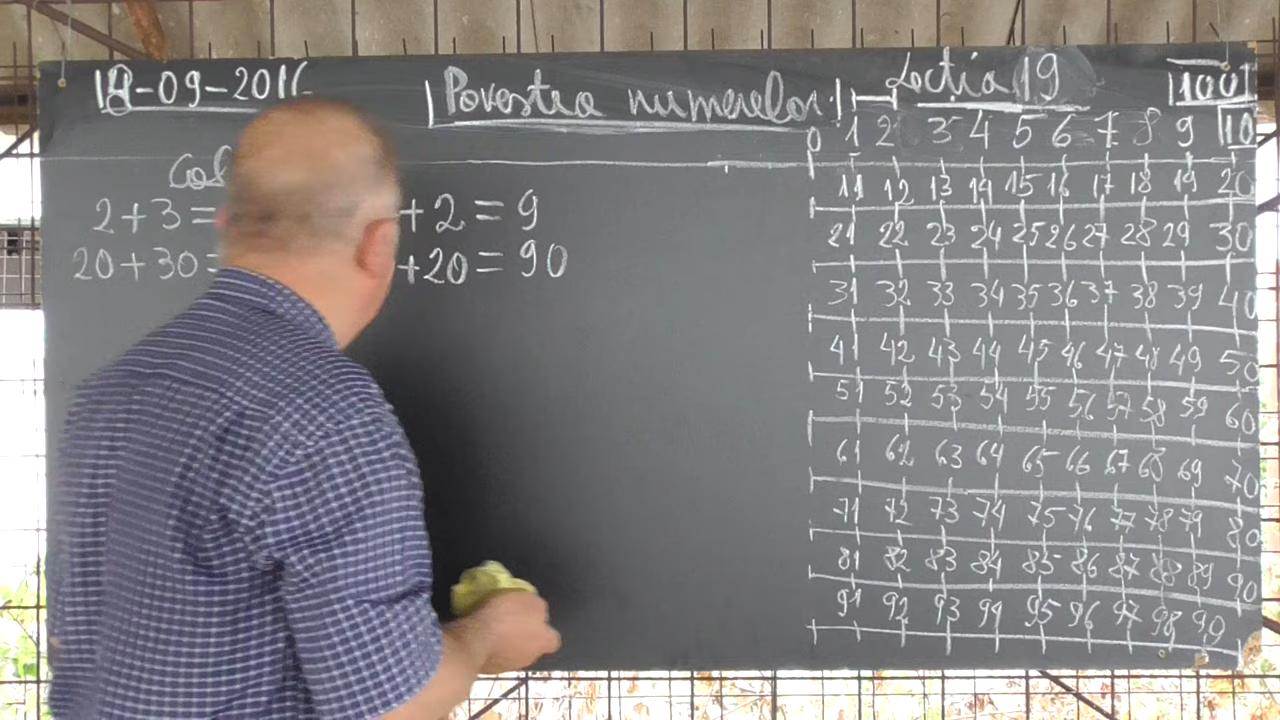 -09-2016
Povestea numerelor!
Lectia 19
100
0 1 2 3 4 5 6 7 8 9 10
2+3= +2=9
20+30= +20=90
11 12 13 14 15 16 17 18 19 20
21 22 23 24 25 26 27 28 29 30
31 32 33 34 35 36 37 38 39 40
41 42 43 44 45 46 47 48 49 50
51 52 53 54 55 56 57 58 59 60
61 62 63 64 65 66 67 68 69 70
71 72 73 74 75 76 77 78 79 80
81 82 83 84 85 86 87 88 89 90
91 92 93 94 95 96 97 98 99